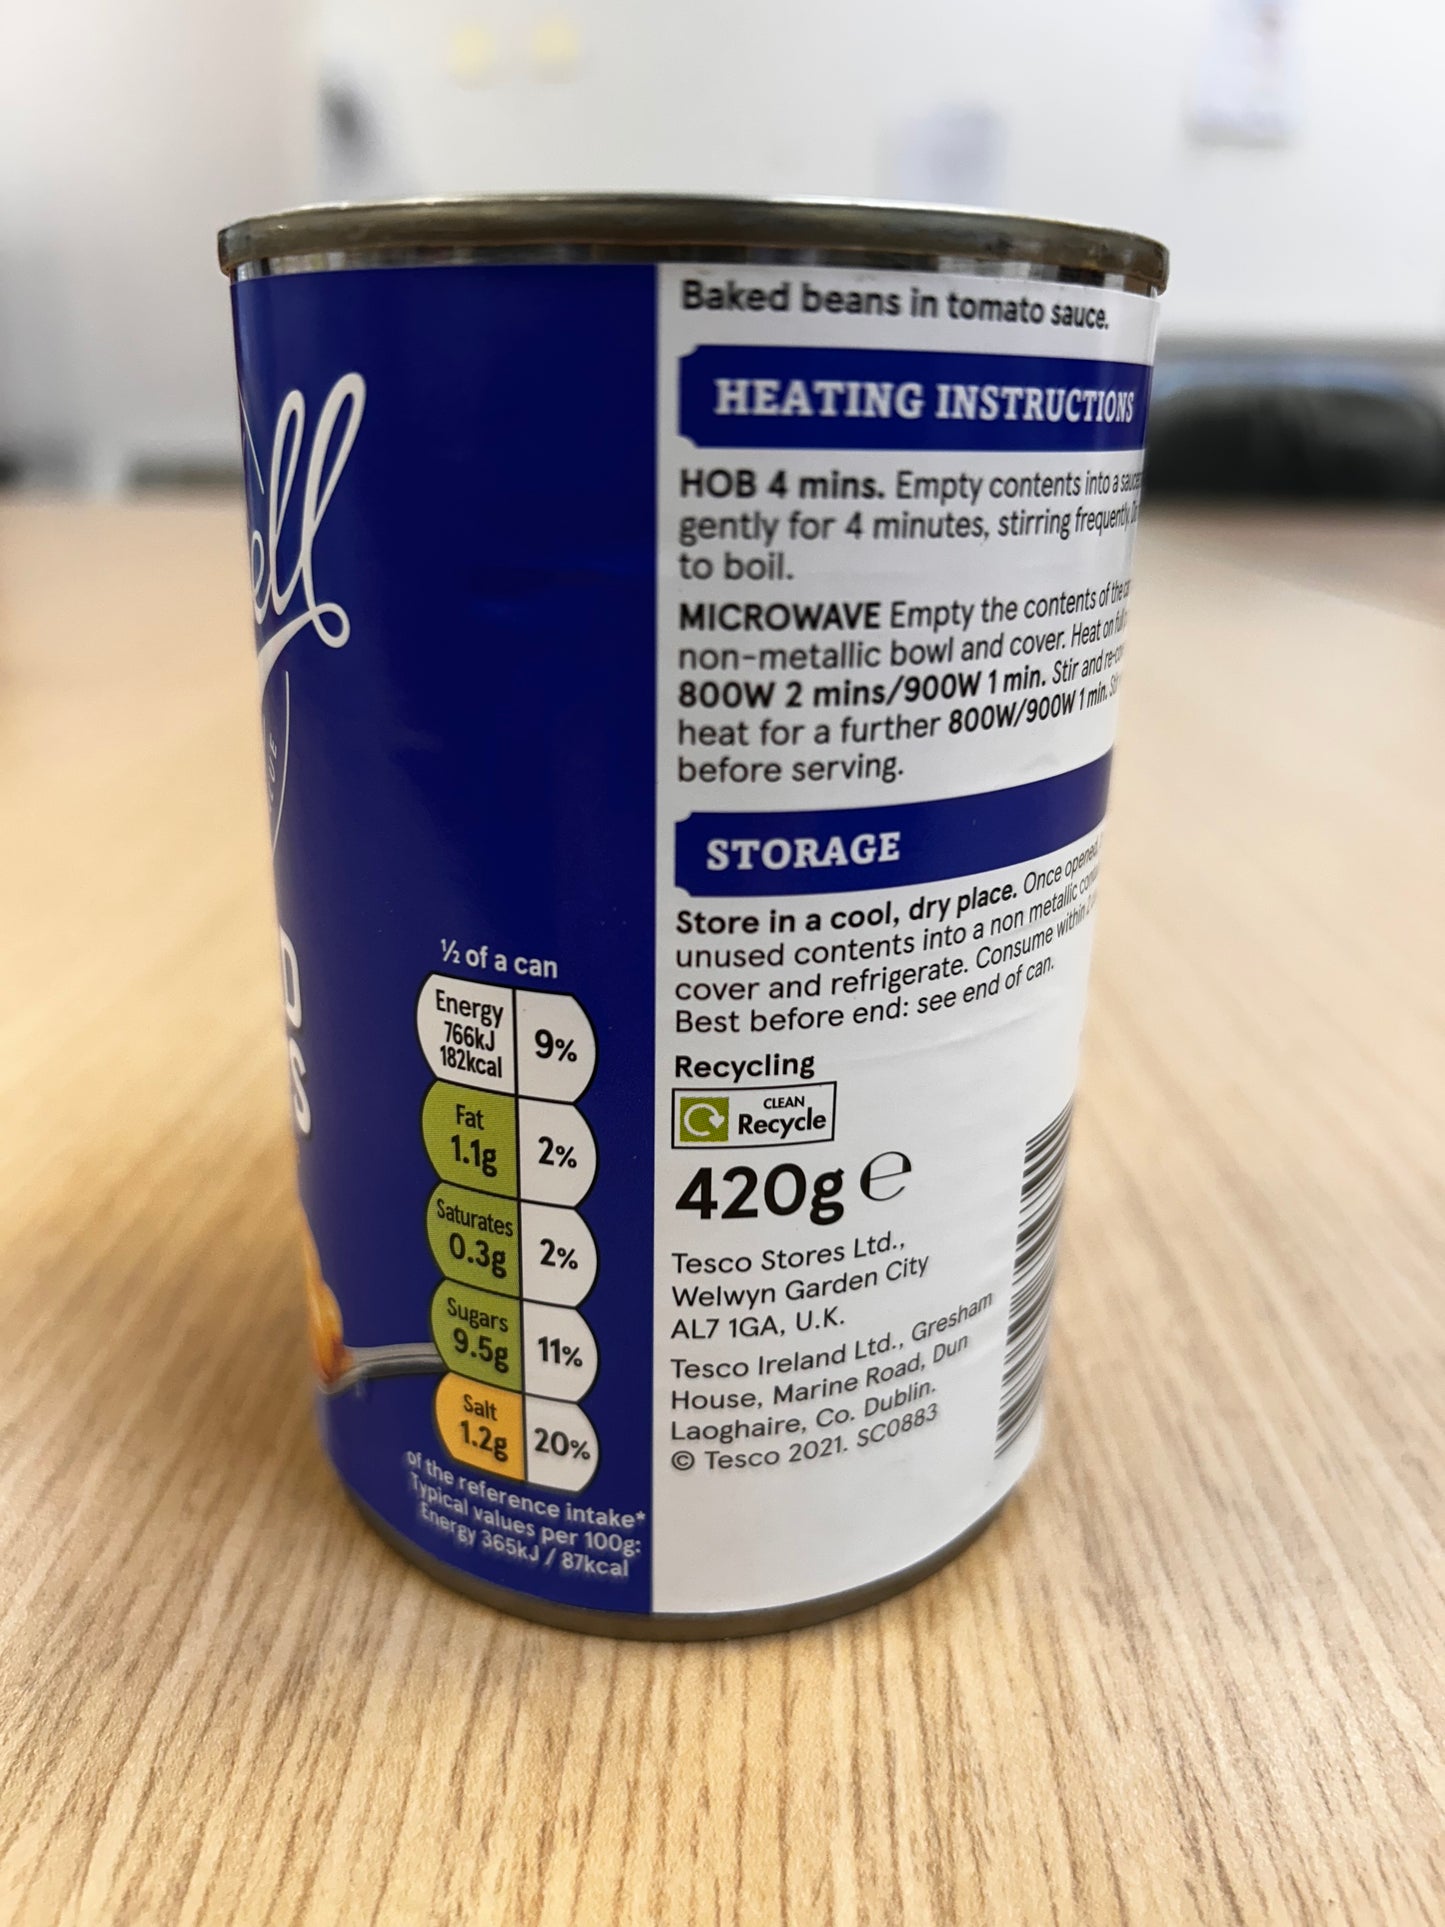 Baked beans in tomato sauce.
HEATING INSTRUCTIONS
HOB 4 mins. Empty contents into a
gently for 4 minutes, stirring frequently.
to boil.
MICROWAVE Empty the contents of the
non-metallic bowl and cover. Heat on
800W 2 mins/900W 1 min. Stir and
heat for a further 800W/900W 1 min.
before serving.
STORAGE
Store in a cool, dry place. Once opened,
unused contents into a non metallic
cover and refrigerate. Consume within 2
Best before end: see end of can.
Recycling
CLEAN
Recycle
420g ℮
Tesco Stores Ltd.,
Welwyn Garden City
AL7 1GA, U.K.
Tesco Ireland Ltd., Gresham
House, Marine Road, Dun
Laoghaire, Co. Dublin.
© Tesco 2021. SC0883
½ of a can
Energy
766kJ
182kcal
9%
Fat
1.1g
2%
Saturates
0.3g
2%
Sugars
9.5g
11%
Salt
1.2g
20%
of the reference intake*
Typical values per 100g:
Energy 365kJ / 87kcal